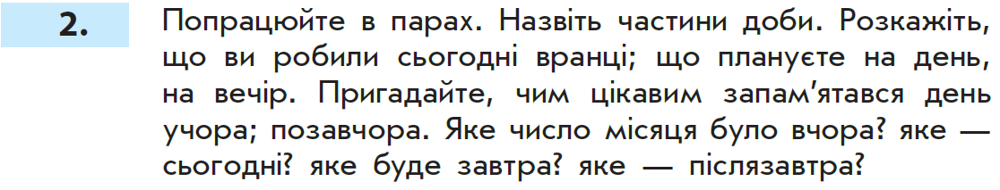 2. Попрацюйте в парах. Назвіть частини доби. Розкажіть,
що ви робили сьогодні вранці; що плануєте на день,
на вечір. Пригадайте, чим цікавим запам'ятався день
учора; позавчора. Яке число місяця було вчора? яке —
сьогодні? яке буде завтра? яке — післязавтра?